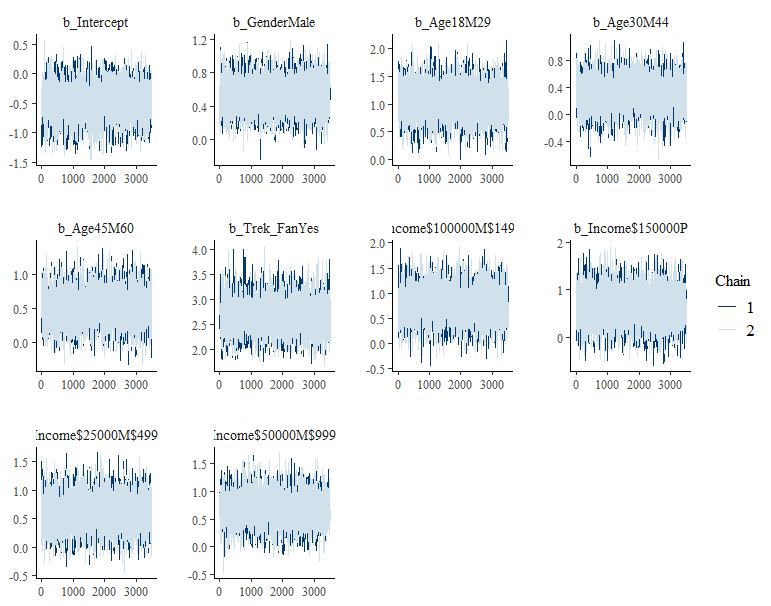 b_Intercept b_GenderMale b_Age18M29 b_Age30M44
0.5 0.0 -0.5 -1.0 -1.5
1.2 0.8 0.4 0.0
2.0 1.5 1.0 0.5 0.0
0.8 0.4 0.0 -0.4
0 1000 2000 3000 0 1000 2000 3000 0 1000 2000 3000 0 1000 2000 3000
b_Age45M60 b_Trek_FanYes ncome$100000M$149 b_Income$150000P
1.0 0.5 0.0
4.0 3.5 3.0 2.5 2.0
2.0 1.5 1.0 0.5 0.0 -0.5
2 1 0
0 1000 2000 3000 0 1000 2000 3000 0 1000 2000 3000 0 1000 2000 3000
Chain
1
2
Income$25000M$499 Income$50000M$999
1.5 1.0 0.5 0.0 -0.5
1.5 1.0 0.5 0.0 -0.5
0 1000 2000 3000 0 1000 2000 3000